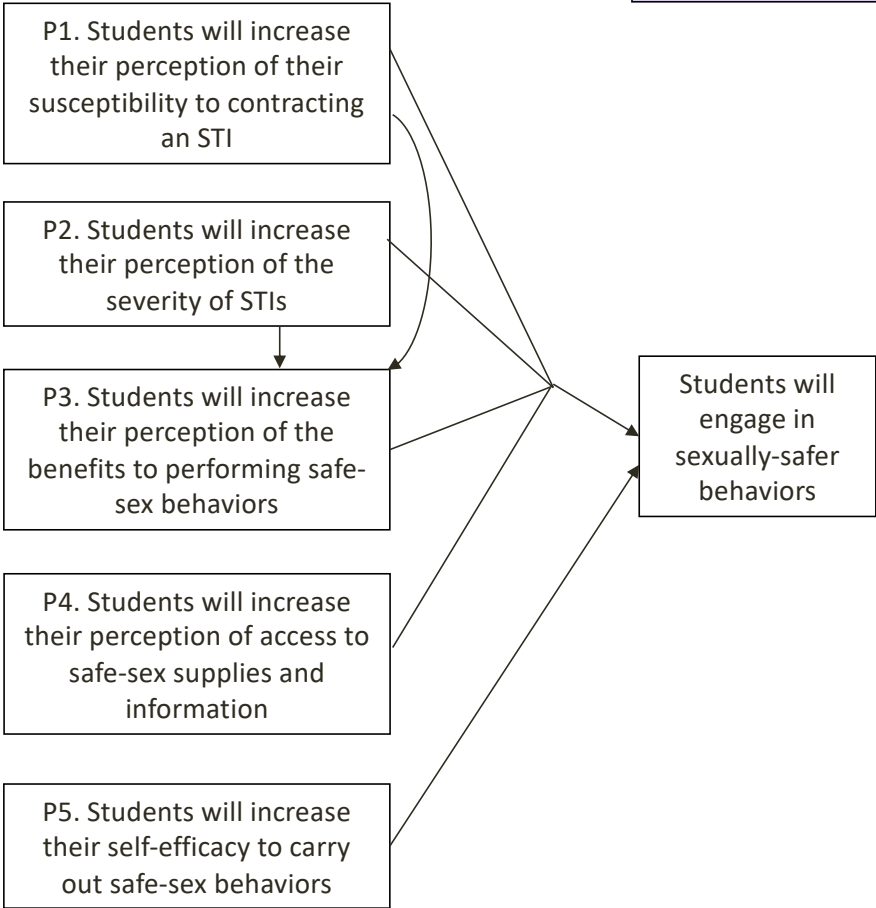 P1. Students will increase
their perception of their
susceptibility to contracting
an STI
P2. Students will increase
their perception of the
severity of STIs
P3. Students will increase
their perception of the
benefits to performing safe-
sex behaviors
Students will
engage in
sexually-safer
behaviors
P4. Students will increase
their perception of access to
safe-sex supplies and
information
P5. Students will increase
their self-efficacy to carry
out safe-sex behaviors